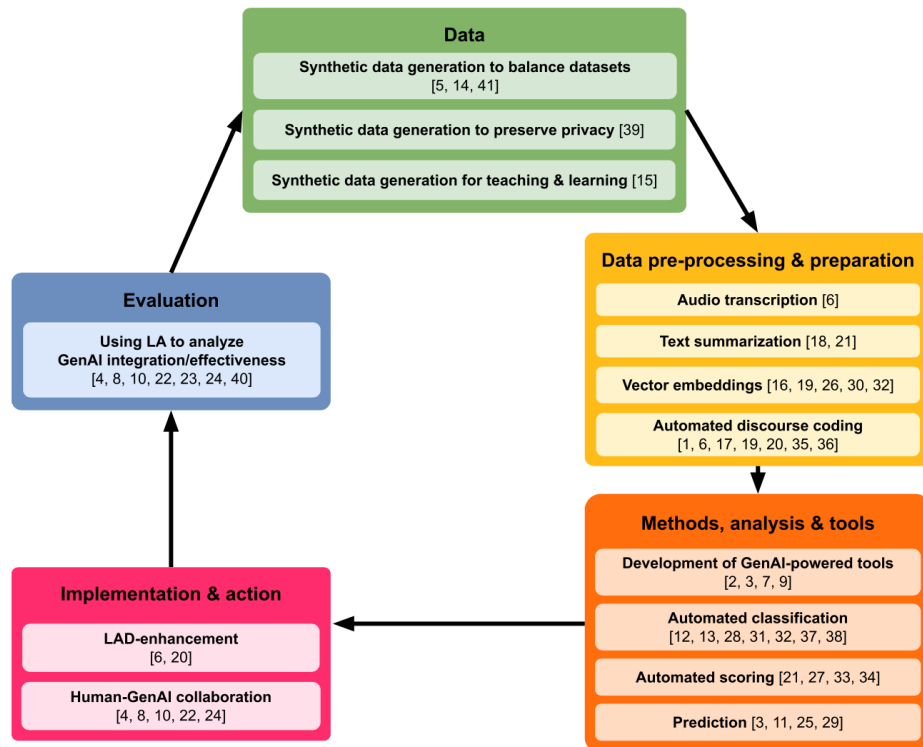 Data
Synthetic data generation to balance datasets
[5, 14, 41]
Synthetic data generation to preserve privacy [39]
Synthetic data generation for teaching & learning [15]
Data pre-processing & preparation
Audio transcription [6]
Text summarization [18, 21]
Vector embeddings [16, 19, 26, 30, 32]
Automated discourse coding
[1, 6, 17, 19, 20, 35, 36]
Methods, analysis & tools
Development of GenAI-powered tools
[2, 3, 7, 9]
Automated classification
[12, 13, 28, 31, 32, 37, 38]
Automated scoring [21, 27, 33, 34]
Prediction [3, 11, 25, 29]
Implementation & action
LAD-enhancement
[6, 20]
Human-GenAI collaboration
[4, 8, 10, 22, 24]
Evaluation
Using LA to analyze
GenAI integration/effectiveness
[4, 8, 10, 22, 23, 24, 40]